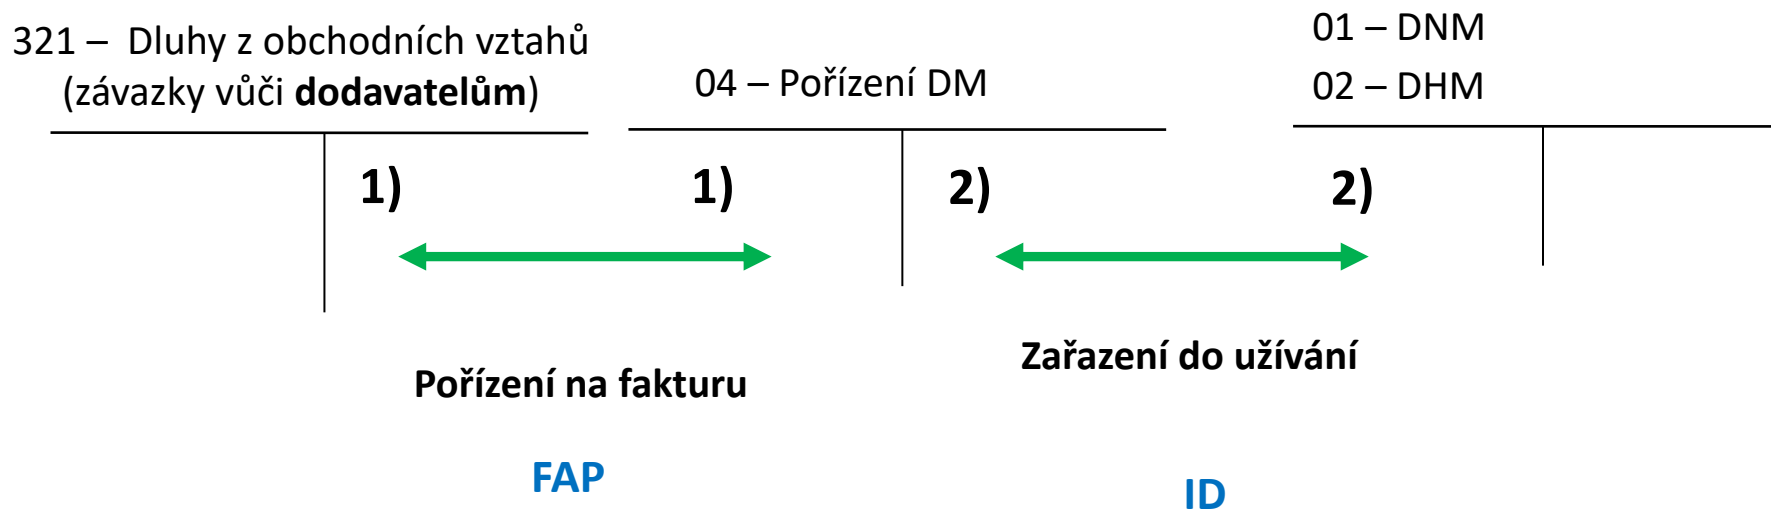 321 – Dluhy z obchodních vztahů
(závazky vůči dodavatelům)
04 – Pořízení DM
01 – DNM
02 – DHM
1)
1)
2)
2)
Pořízení na fakturu
Zařazení do užívání
FAP
ID